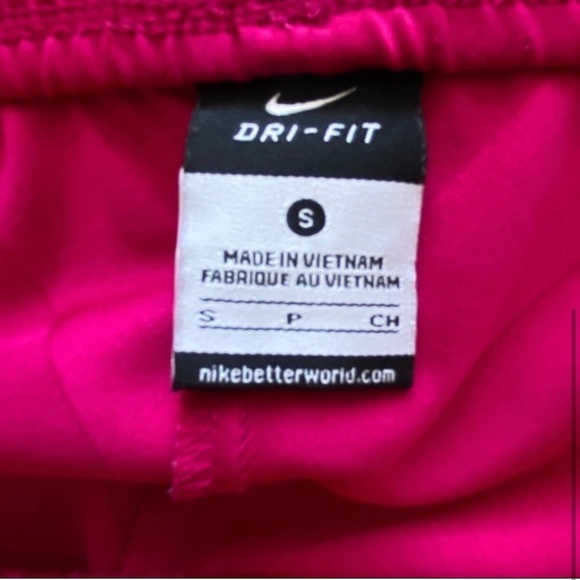 DRI-FIT
S
MADE IN VIETNAM
FABRIQUE AU VIETNAM
S P CH
nikebetterworld.com